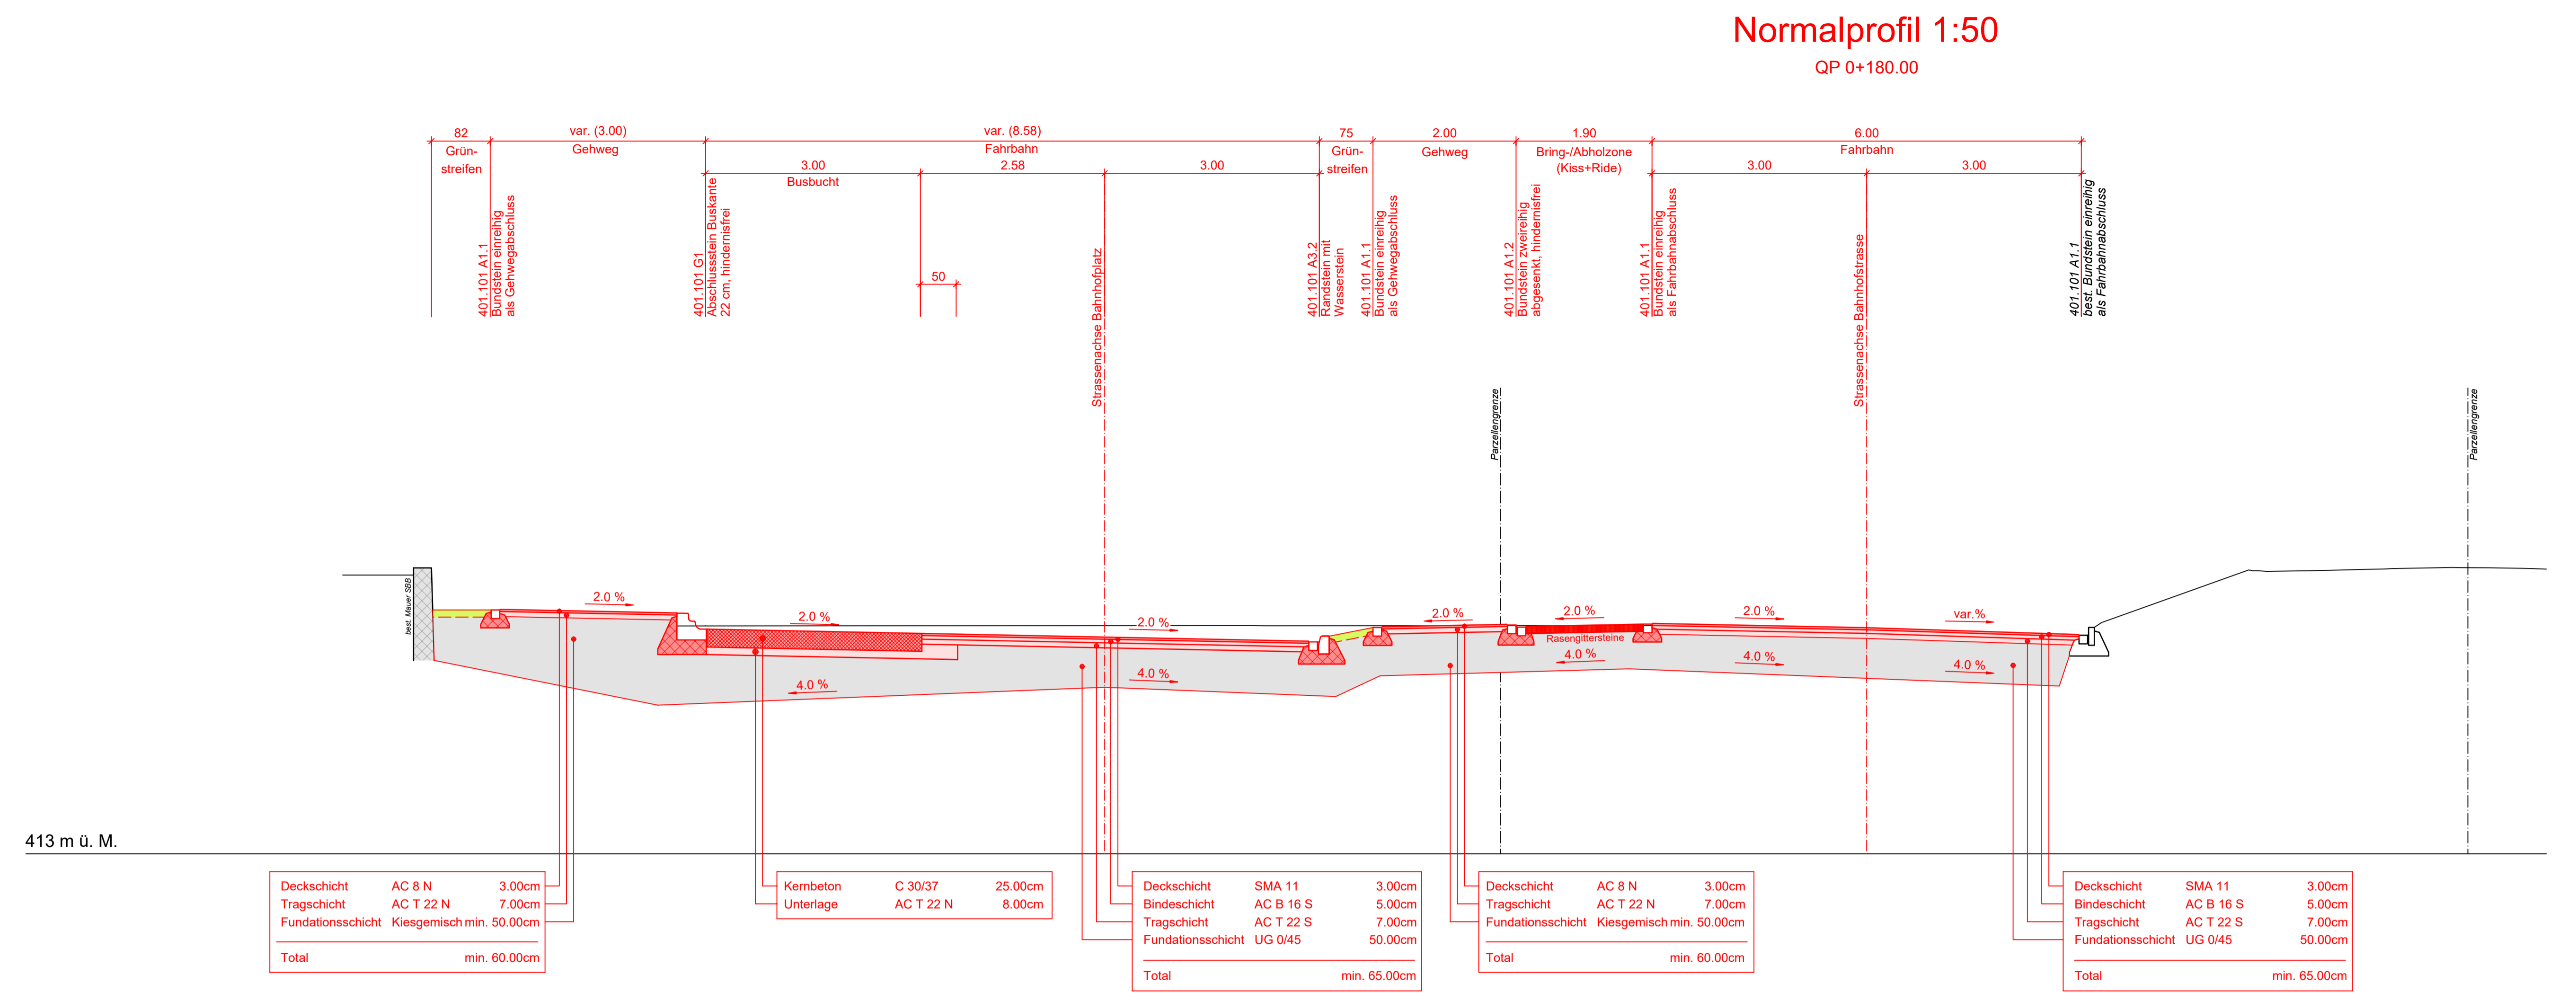 Normalprofil 1:50
QP 0+180.00
82
var. (3.00)
var. (8.58)
75
2.00
1.90
6.00
Grün-
streifen
Gehweg
Fahrbahn
Grün-
streifen
Gehweg
Bring-/Abholzone
(Kiss+Ride)
Fahrbahn
3.00
2.58
3.00
3.00
3.00
Busbucht
50
401.101 A1.1
Bundstein einreihig
als Gehwegabschluss
401.101 G1
Abschlussstein Buskante
22 cm, hindernisfrei
Strassenachse Bahnhofplatz
401.101 A3.2
Randstein mit
Wasserstein
401.101 A1.1
Bundstein einreihig
als Gehwegabschluss
401.101 A1.2
Bundstein zweireihig
abgesenkt, hindernisfrei
401.101 A1.1
Bundstein einreihig
als Fahrbahnabschluss
Strassenachse Bahnhofstrasse
401.101 A1.1
best. Bundstein einreihig
als Fahrbahnabschluss
Parzellengrenze
Parzellengrenze
best. Mauer SBB
2.0 %
2.0 %
2.0 %
2.0 %
2.0 %
2.0 %
var.%
Rasengittersteine
4.0 %
4.0 %
4.0 %
4.0 %
4.0 %
413 m ü. M.
Deckschicht AC 8 N 3.00cm
Tragschicht AC T 22 N 7.00cm
Fundationsschicht Kiesgemisch min. 50.00cm
Total min. 60.00cm
Kernbeton C 30/37 25.00cm
Unterlage AC T 22 N 8.00cm
Deckschicht SMA 11 3.00cm
Bindeschicht AC B 16 S 5.00cm
Tragschicht AC T 22 S 7.00cm
Fundationsschicht UG 0/45 50.00cm
Total min. 65.00cm
Deckschicht AC 8 N 3.00cm
Tragschicht AC T 22 N 7.00cm
Fundationsschicht Kiesgemisch min. 50.00cm
Total min. 60.00cm
Deckschicht SMA 11 3.00cm
Bindeschicht AC B 16 S 5.00cm
Tragschicht AC T 22 S 7.00cm
Fundationsschicht UG 0/45 50.00cm
Total min. 65.00cm